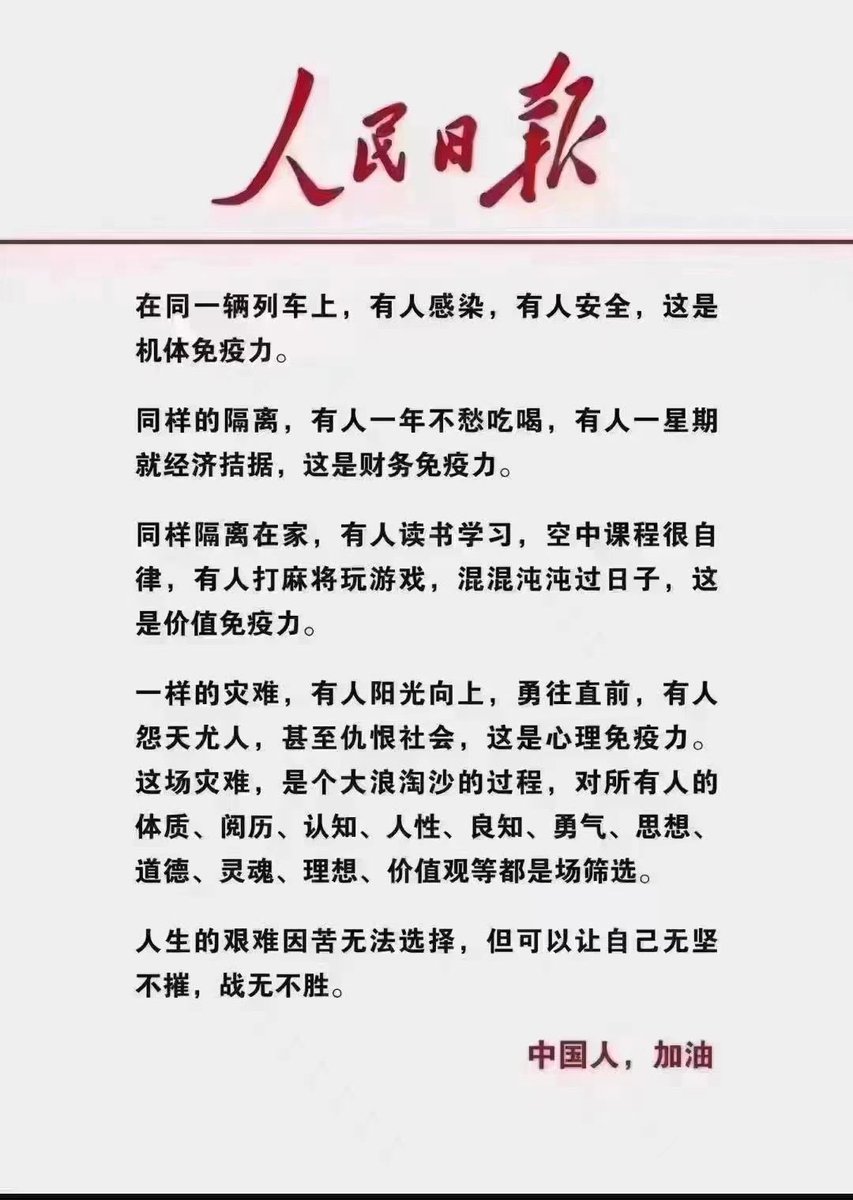 人民日报
在同一辆列车上，有人感染，有人安全，这是
机体免疫力。
同样的隔离，有人一年不愁吃喝，有人一星期
就经济拮据，这是财务免疫力。
同样隔离在家，有人读书学习，空中课程很自
律，有人打麻将玩游戏，混混沌沌过日子，这
是价值免疫力。
一样的灾难，有人阳光向上，勇往直前，有人
怨天尤人，甚至仇恨社会，这是心理免疫力。
这场灾难，是个大浪淘沙的过程，对所有人的
体质、阅历、认知、人性、良知、勇气、思想、
道德、灵魂、理想、价值观等都是场筛选。
人生的艰难因苦无法选择，但可以让自己无坚
不摧，战无不胜。
中国人，加油